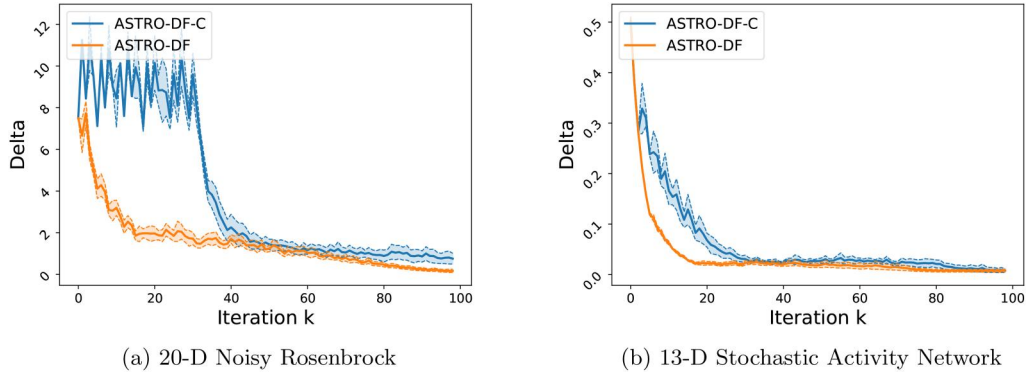 ASTRO-DF-C
ASTRO-DF
Delta
12
10
8
6
4
2
0
0 20 40 60 80 100
Iteration k
(a) 20-D Noisy Rosenbrock
ASTRO-DF-C
ASTRO-DF
Delta
0.5
0.4
0.3
0.2
0.1
0.0
0 20 40 60 80 100
Iteration k
(b) 13-D Stochastic Activity Network